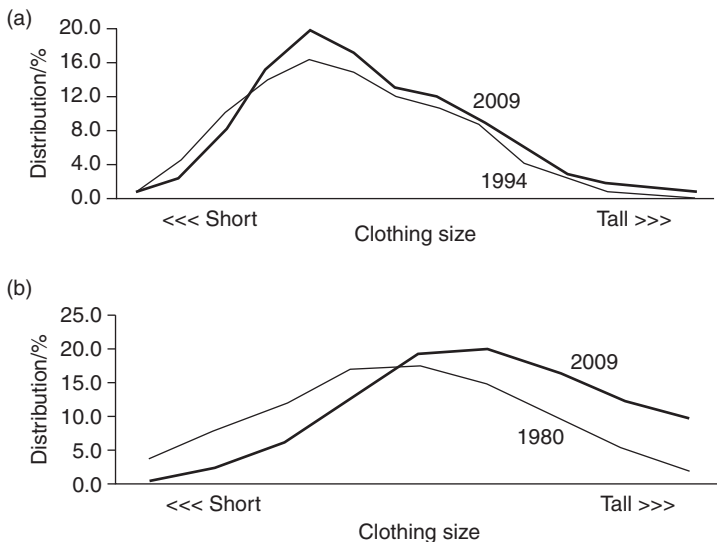 (a)
20.0
16.0
12.0
8.0
4.0
0.0
Distribution/%
2009
1994
<<< Short
Tall >>>
Clothing size
(b)
25.0
20.0
15.0
10.0
5.0
0.0
Distribution/%
2009
1980
<<< Short
Tall >>>
Clothing size